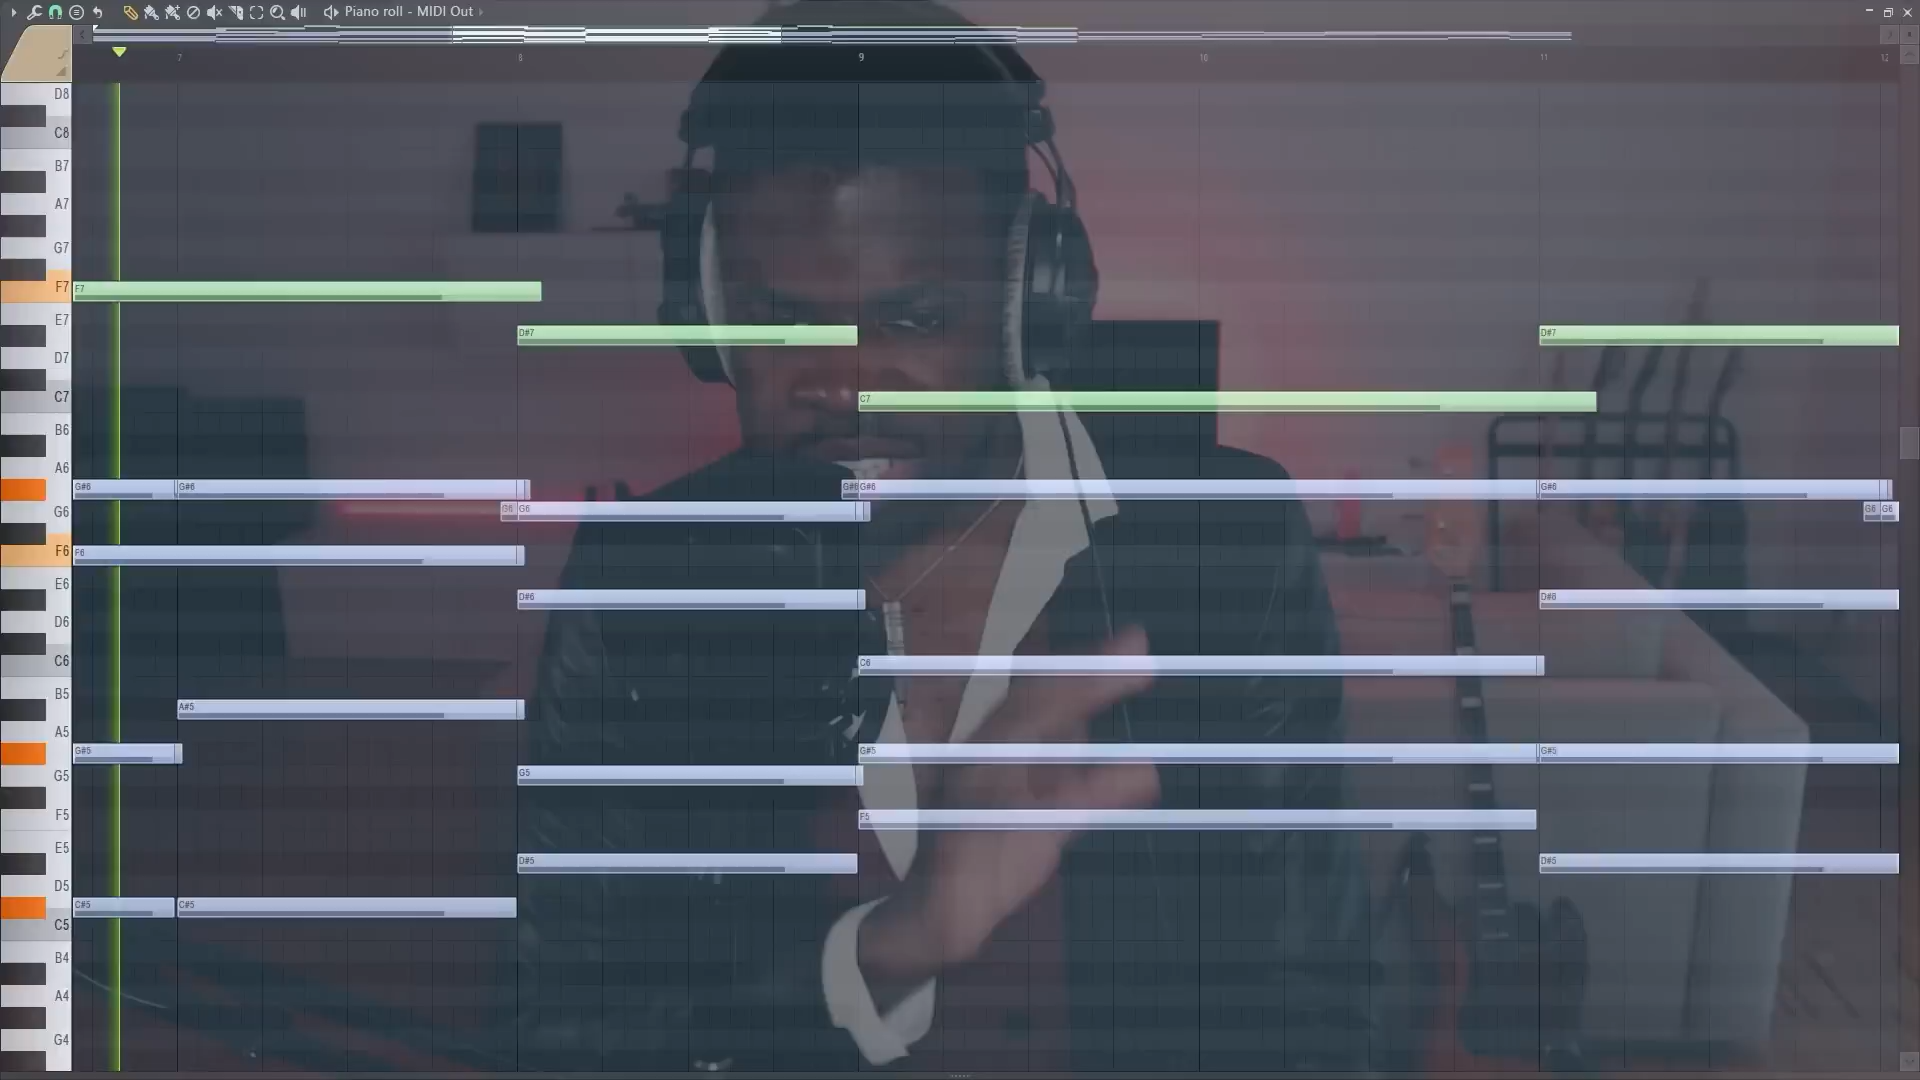 Piano roll - MIDI Out
7 8 9 10 11 12
D8
C8
B7
A7
G7
F7 F7
E7 D#7 D#7
D7
C7 C7
B6
A6
G#6 G#6 G#6 G#6 G#6
G6 G6 G6 G6 G6
F6 F6
E6
D#6 D#6
D6
C6 C6
B5 A#5
A5
G#5 G#5 G#5
G5 G5
F5 F5
E5
D#5 D#5
D5
C#5 C#5
C5
B4
A4
G4